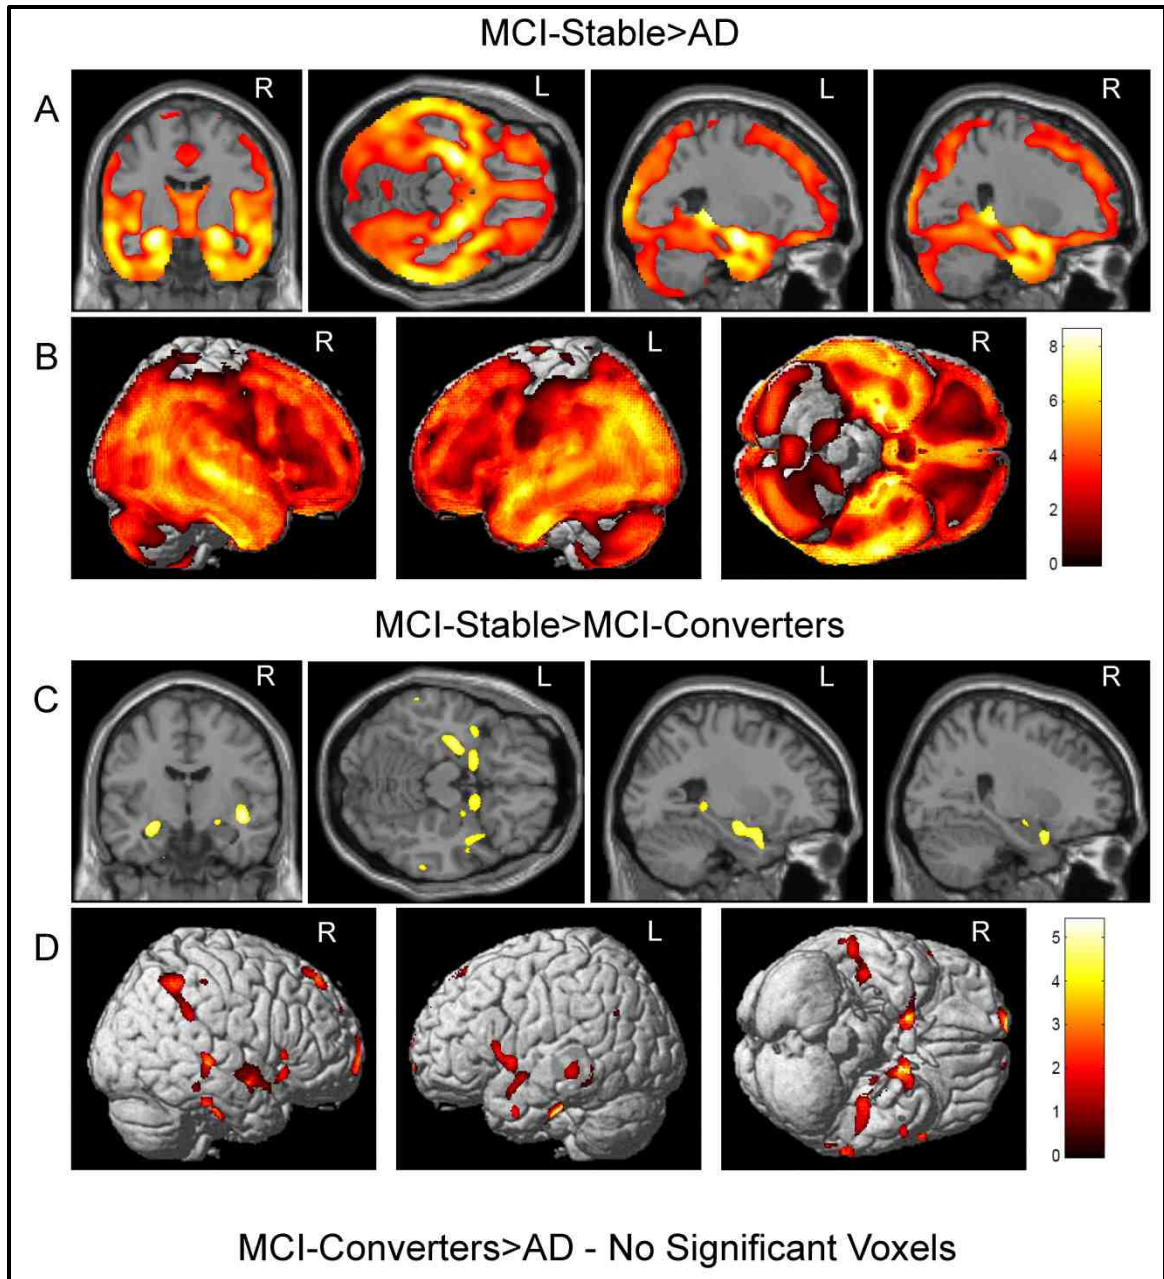 MCI-Stable>AD
A
R
L
L
R
B
R
L
R
8
6
4
2
0
MCI-Stable>MCI-Converters
C
R
L
L
R
D
R
L
R
5
4
3
2
1
0
MCI-Converters>AD - No Significant Voxels